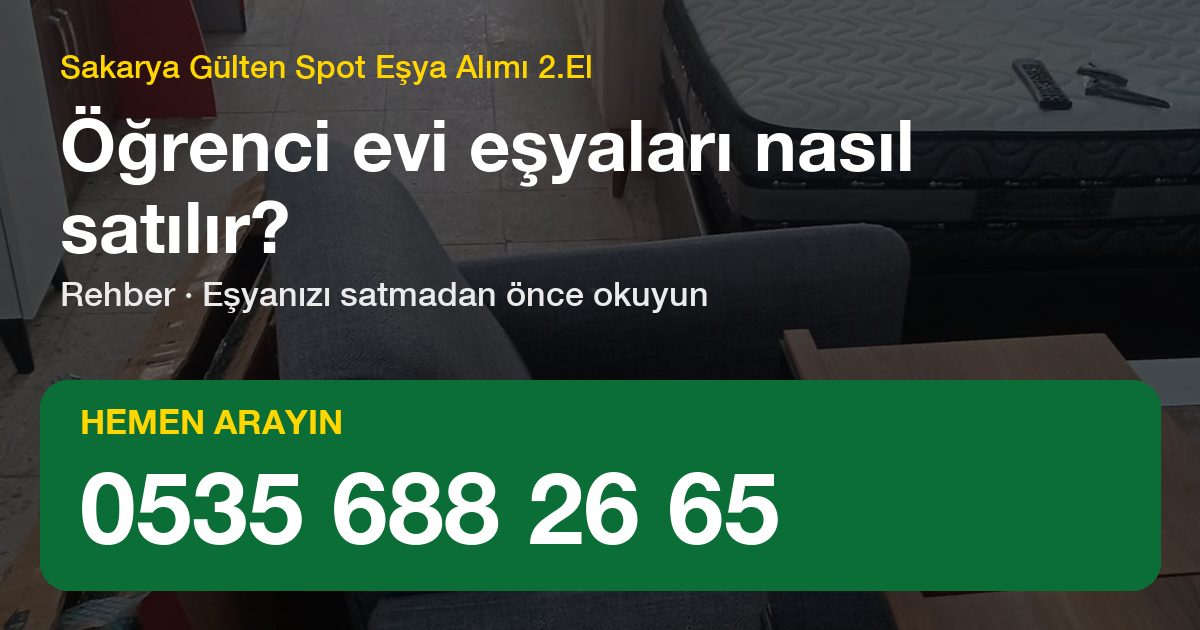 Sakarya Gülten Spot Eşya Alımı 2.El
Öğrenci evi eşyaları nasıl
satılır?
Rehber · Eşyanızı satmadan önce okuyun
HEMEN ARAYIN
0535 688 26 65